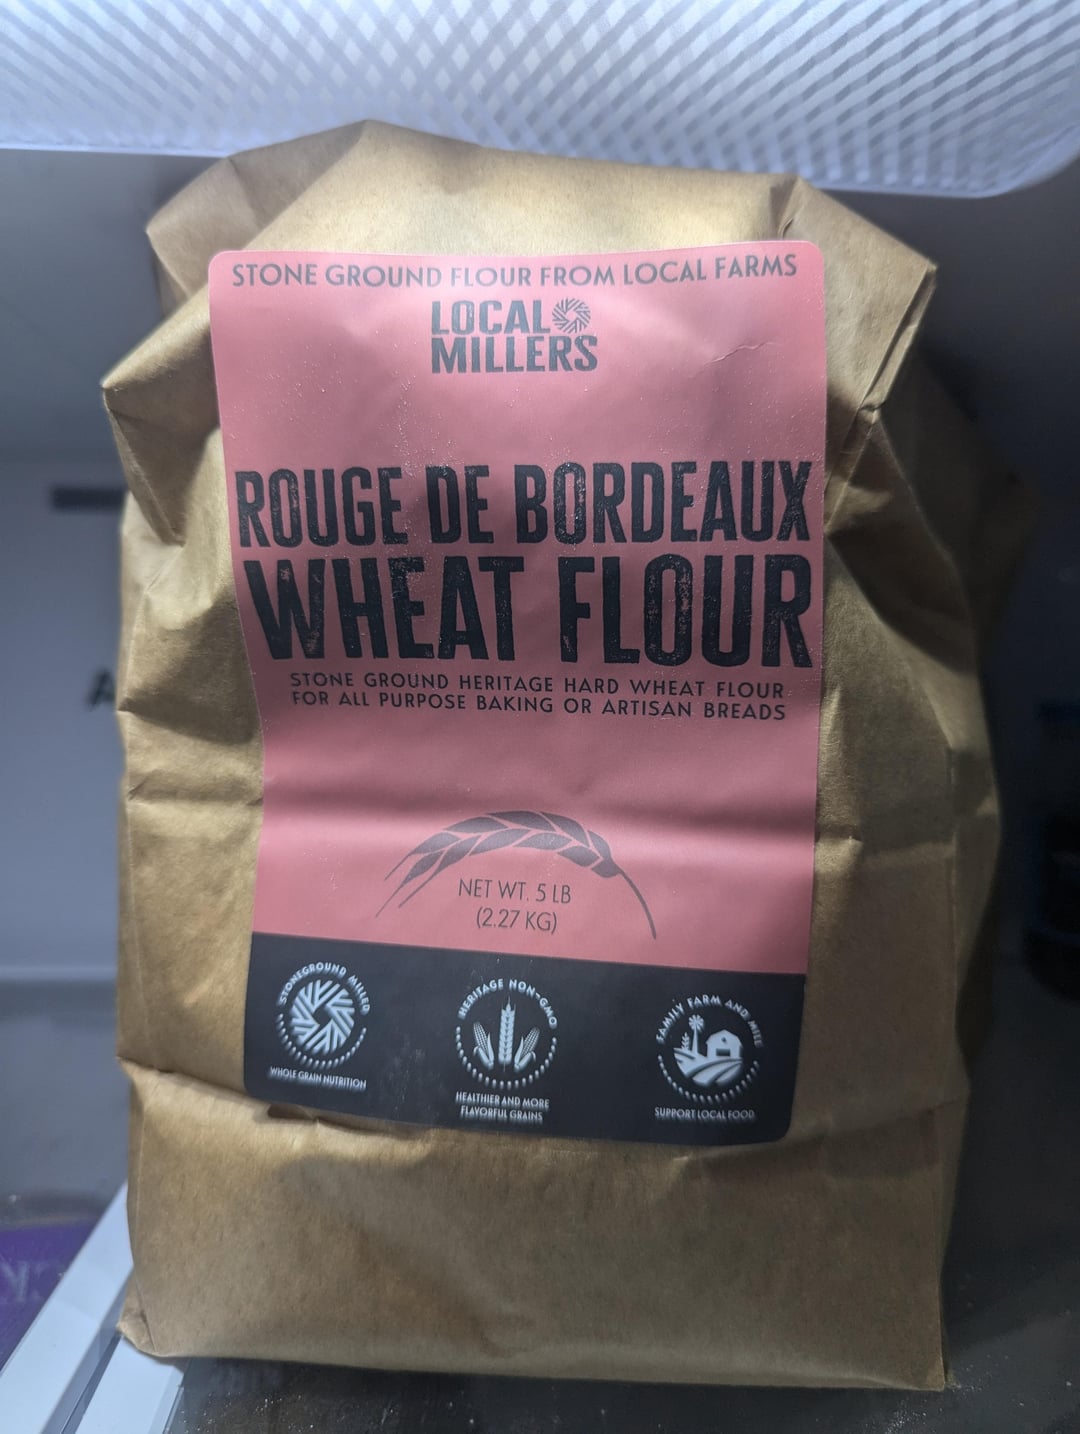 STONE GROUND FLOUR FROM LOCAL FARMS
LOCAL
MILLERS
ROUGE DE BORDEAUX
WHEAT FLOUR
STONE GROUND HERITAGE HARD WHEAT FLOUR
FOR ALL PURPOSE BAKING OR ARTISAN BREADS
NET WT. 5 LB
(2.27 KG)
STONEGROUND MILLED
WHOLE GRAIN NUTRITION
HERITAGE NON-GMO
HEALTHIER AND MORE
FLAVORFUL GRAINS
FAMILY FARM AND MILL
SUPPORT LOCAL FOOD